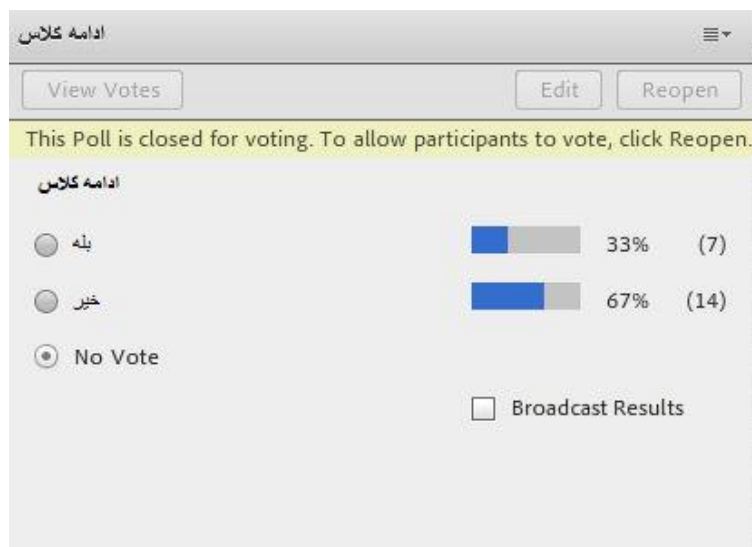 ادامه کلاس
View Votes Edit Reopen
This Poll is closed for voting. To allow participants to vote, click Reopen.
ادامه کلاس
بله 33% (7)
خیر 67% (14)
No Vote
Broadcast Results